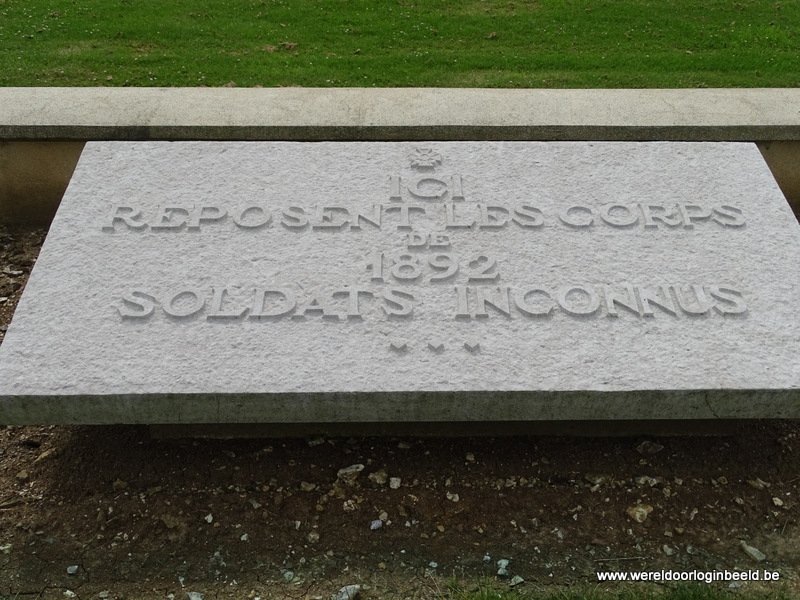 ICI
REPOSENT LES CORPS
DE
1892
SOLDATS INCONNUS
www.wereldoorloginbeeld.be